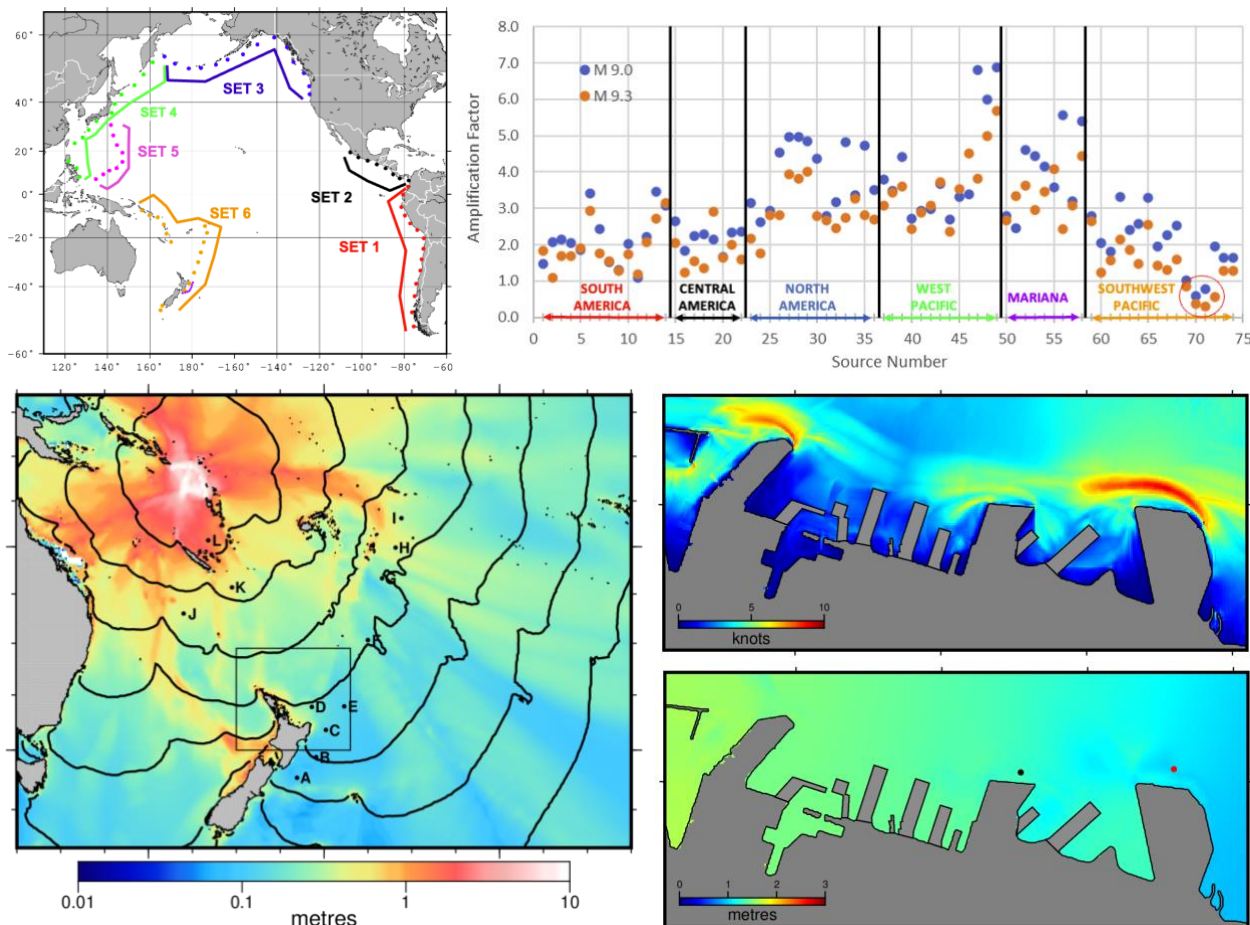 60°
40°
20°
0°
−20°
−40°
−60°
120°
140°
160°
180°
−160°
−140°
−120°
−100°
−80°
−60
SET 3
SET 4
SET 5
SET 2
SET 6
SET 1
Amplification Factor
8.0
7.0
6.0
5.0
4.0
3.0
2.0
1.0
0.0
M 9.0
M 9.3
SOUTH AMERICA
CENTRAL AMERICA
NORTH AMERICA
WEST PACIFIC
MARIANA
SOUTHWEST PACIFIC
0 5 10 15 20 25 30 35 40 45 50 55 60 65 70 75
Source Number
I
L
H
G
K
J
F
D
E
C
B
A
0.01 0.1 1 10
metres
0 5 10
knots
0 1 2 3
metres